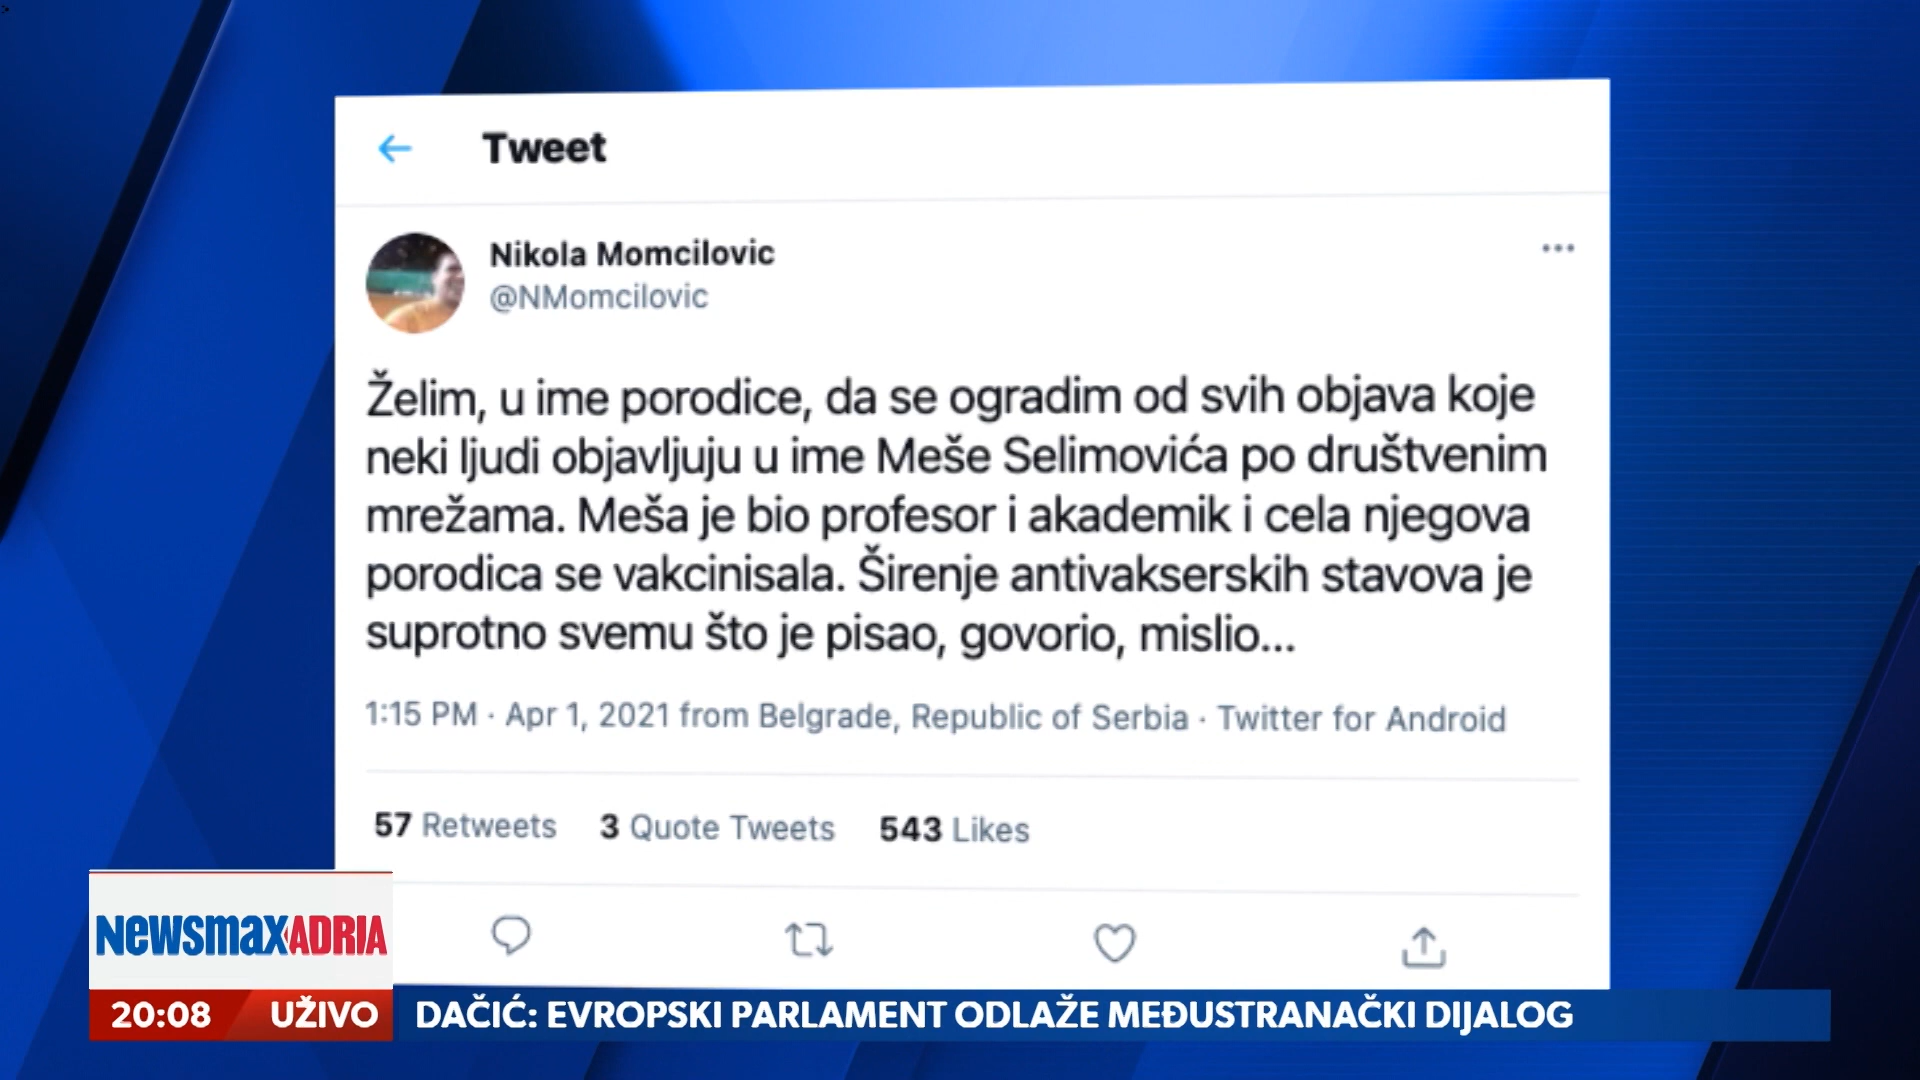 Tweet
Nikola Momcilovic
@NMomcilovic
Želim, u ime porodice, da se ogradim od svih objava koje
neki ljudi objavljuju u ime Meše Selimovića po društvenim
mrežama. Meša je bio profesor i akademik i cela njegova
porodica se vakcinisala. Širenje antivakserskih stavova je
suprotno svemu što je pisao, govorio, mislio...
1:15 PM · Apr 1, 2021 from Belgrade, Republic of Serbia · Twitter for Android
57 Retweets 3 Quote Tweets 543 Likes
NEWSMAX ADRIA
20:08 UŽIVO DAČIĆ: EVROPSKI PARLAMENT ODLAŽE MEĐUSTRANAČKI DIJALOG